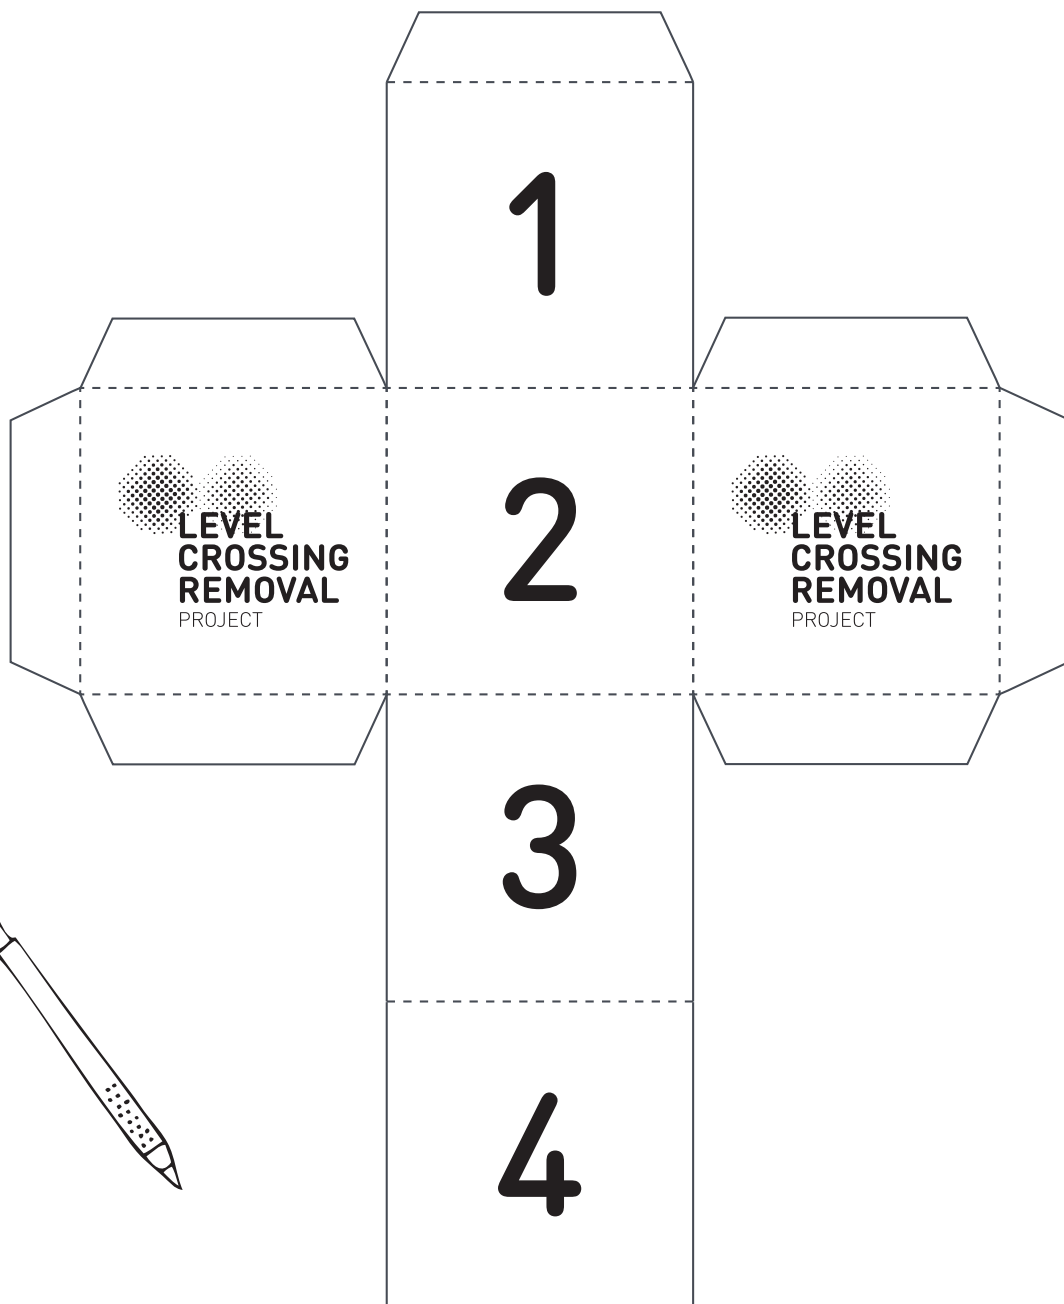 1
LEVEL
CROSSING
REMOVAL
PROJECT
2
LEVEL
CROSSING
REMOVAL
PROJECT
3
4